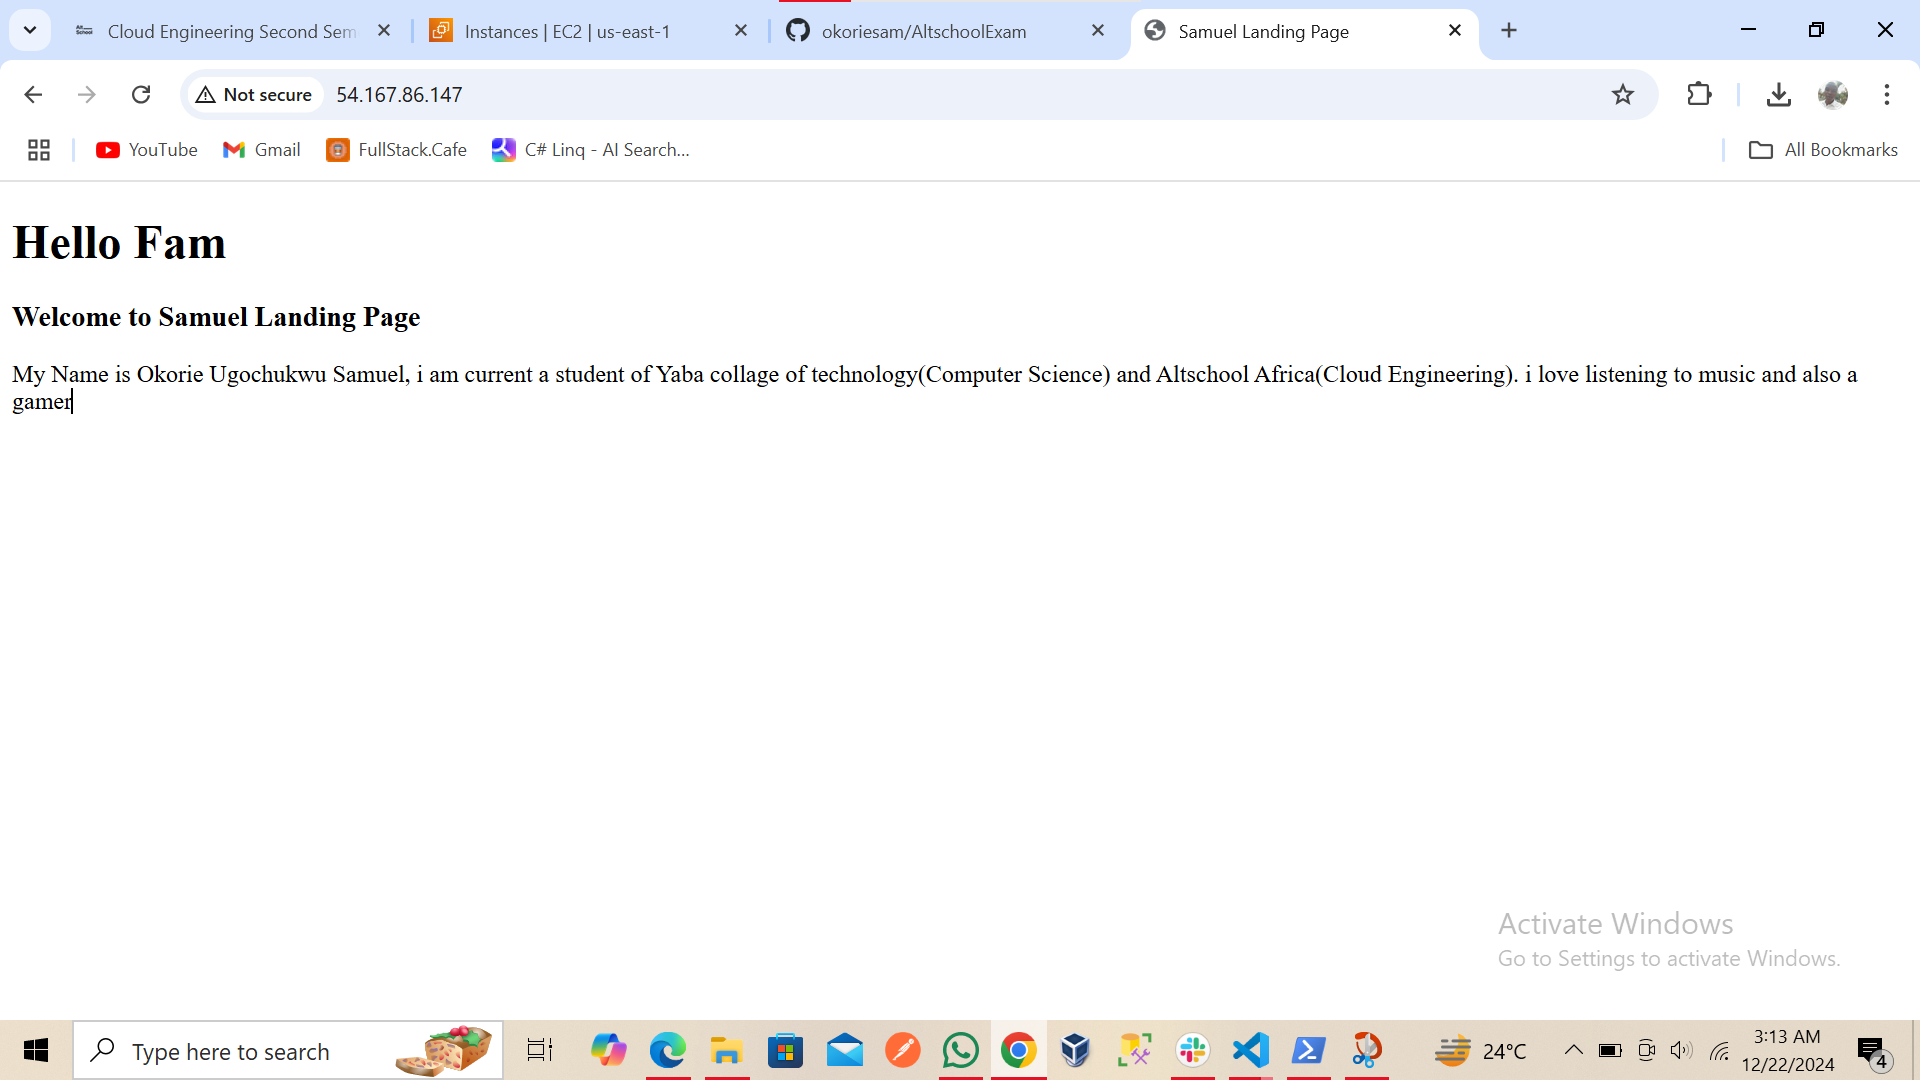 Alt School
Cloud Engineering Second Sem
Instances | EC2 | us-east-1
okoriesam/AltschoolExam
Samuel Landing Page
Not secure
54.167.86.147
YouTube
Gmail
FullStack.Cafe
C# Linq - AI Search...
All Bookmarks
Hello Fam
Welcome to Samuel Landing Page
My Name is Okorie Ugochukwu Samuel, i am current a student of Yaba collage of technology(Computer Science) and Altschool Africa(Cloud Engineering). i love listening to music and also a
gamer
Activate Windows
Go to Settings to activate Windows.
Type here to search
24°C
3:13 AM
12/22/2024
4